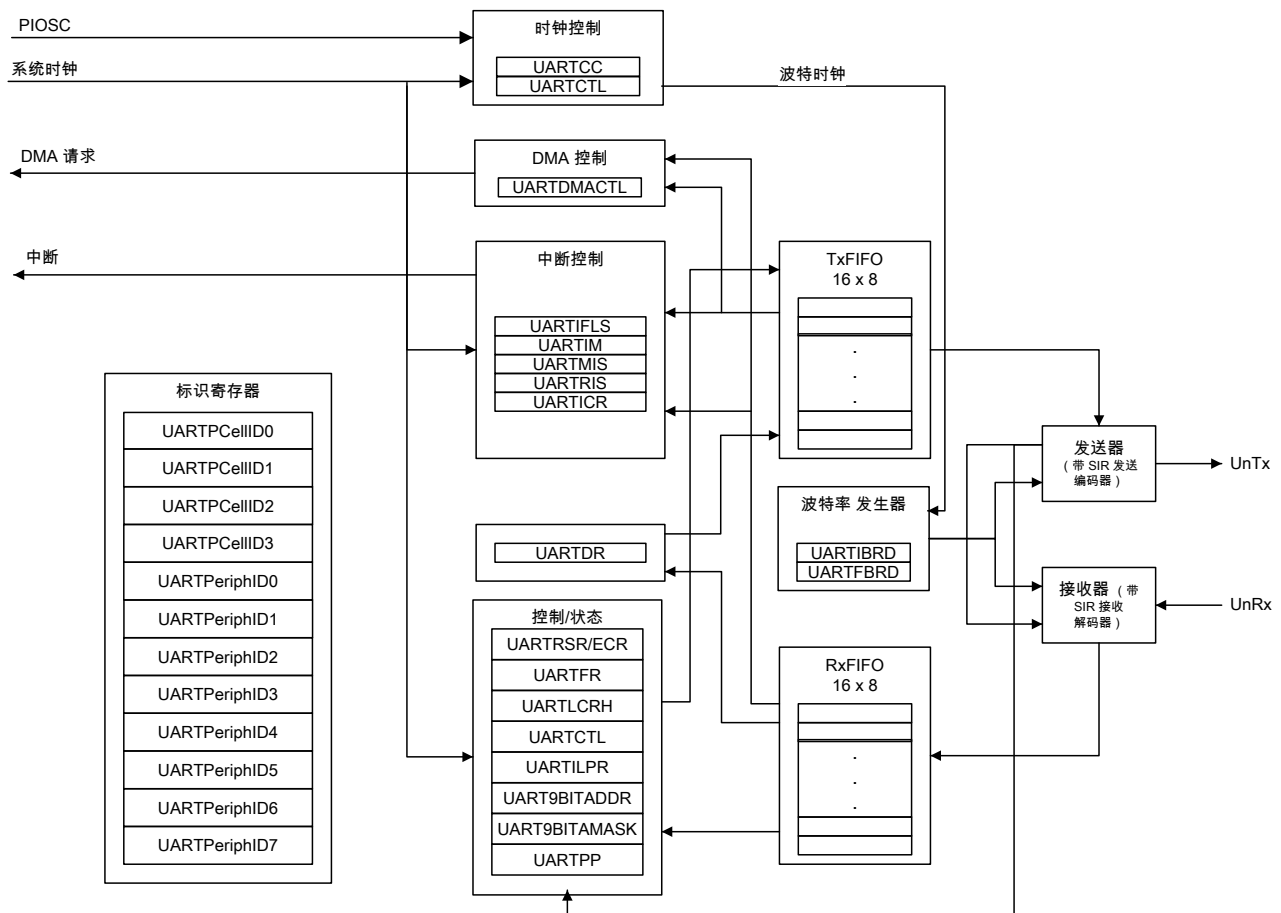 PIOSC
系统时钟
时钟控制
UARTCC
UARTCTL
波特时钟
DMA 请求
DMA 控制
UARTDMACTL
中断
中断控制
UARTIFLS
UARTIM
UARTMIS
UARTRIS
UARTICR
TxFIFO
16 x 8
.
.
.
标识寄存器
UARTPCellID0
UARTPCellID1
UARTPCellID2
UARTPCellID3
UARTPeriphID0
UARTPeriphID1
UARTPeriphID2
UARTPeriphID3
UARTPeriphID4
UARTPeriphID5
UARTPeriphID6
UARTPeriphID7
UARTDR
波特率 发生器
UARTIBRD
UARTFBRD
发送器
（带 SIR 发送
编码器）
UnTx
接收器（带
SIR 接收
解码器）
UnRx
控制/状态
UARTRSR/ECR
UARTFR
UARTLCRH
UARTCTL
UARTILPR
UART9BITADDR
UART9BITAMASK
UARTPP
RxFIFO
16 x 8
.
.
.